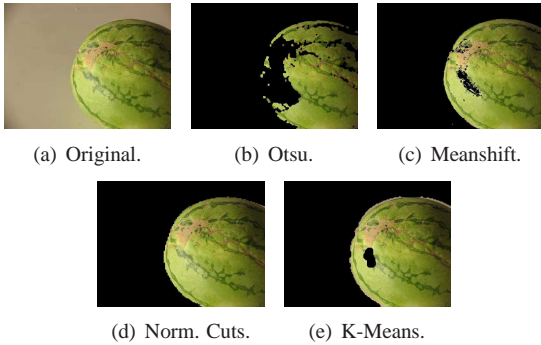 (a) Original.
(b) Otsu.
(c) Meanshift.
(d) Norm. Cuts.
(e) K-Means.